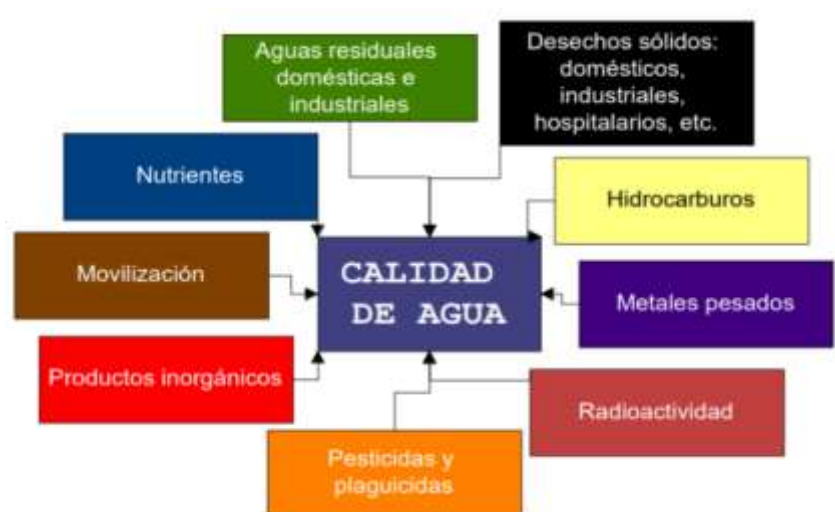 Aguas residuales
domésticas e
industriales
Desechos sólidos:
domésticos,
industriales,
hospitalarios, etc.
Nutrientes
Hidrocarburos
Movilización
CALIDAD
DE AGUA
Metales pesados
Productos inorgánicos
Radioactividad
Pesticidas y
plaguicidas